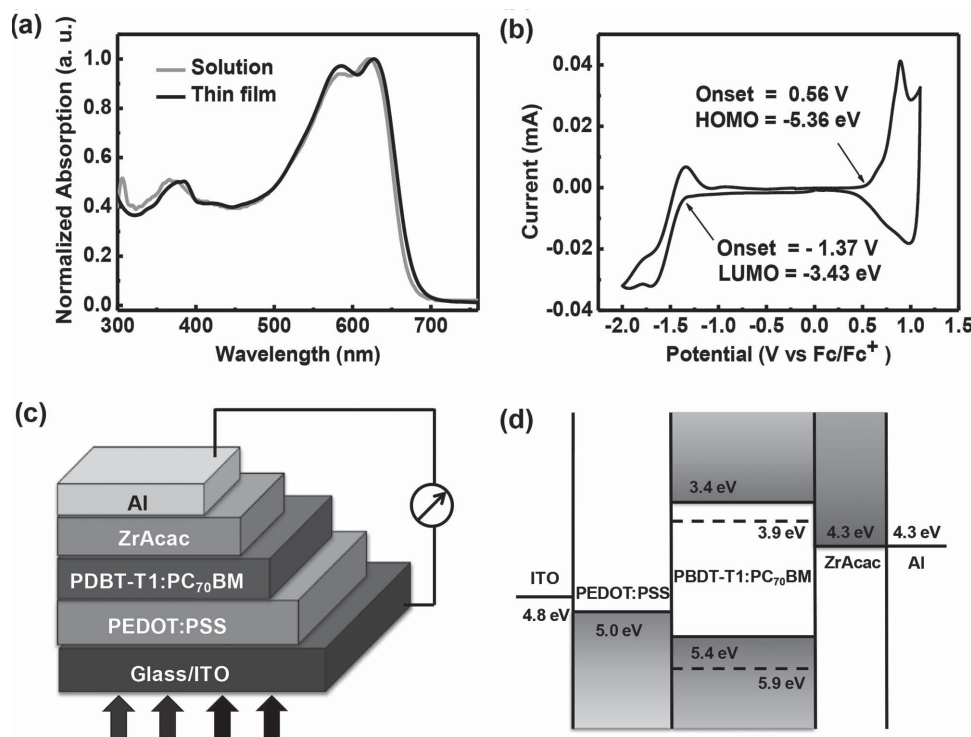 (a)
Normalized Absorption (a. u.)
1.0
0.8
0.6
0.4
0.2
0.0
Solution
Thin film
300
400
500
600
700
Wavelength (nm)
(b)
Current (mA)
0.04
0.02
0.00
-0.02
-0.04
Onset = 0.56 V
HOMO = -5.36 eV
Onset = - 1.37 V
LUMO = -3.43 eV
-2.0
-1.5
-1.0
-0.5
0.0
0.5
1.0
1.5
Potential (V vs Fc/Fc+
)
(c)
Al
ZrAcac
PDBT-T1:PC70BM
PEDOT:PSS
Glass/ITO
(d)
3.4 eV
3.9 eV
4.3 eV
4.3 eV
ITO
PEDOT:PSS
PBDT-T1:PC70BM
ZrAcac
Al
4.8 eV
5.0 eV
5.4 eV
5.9 eV